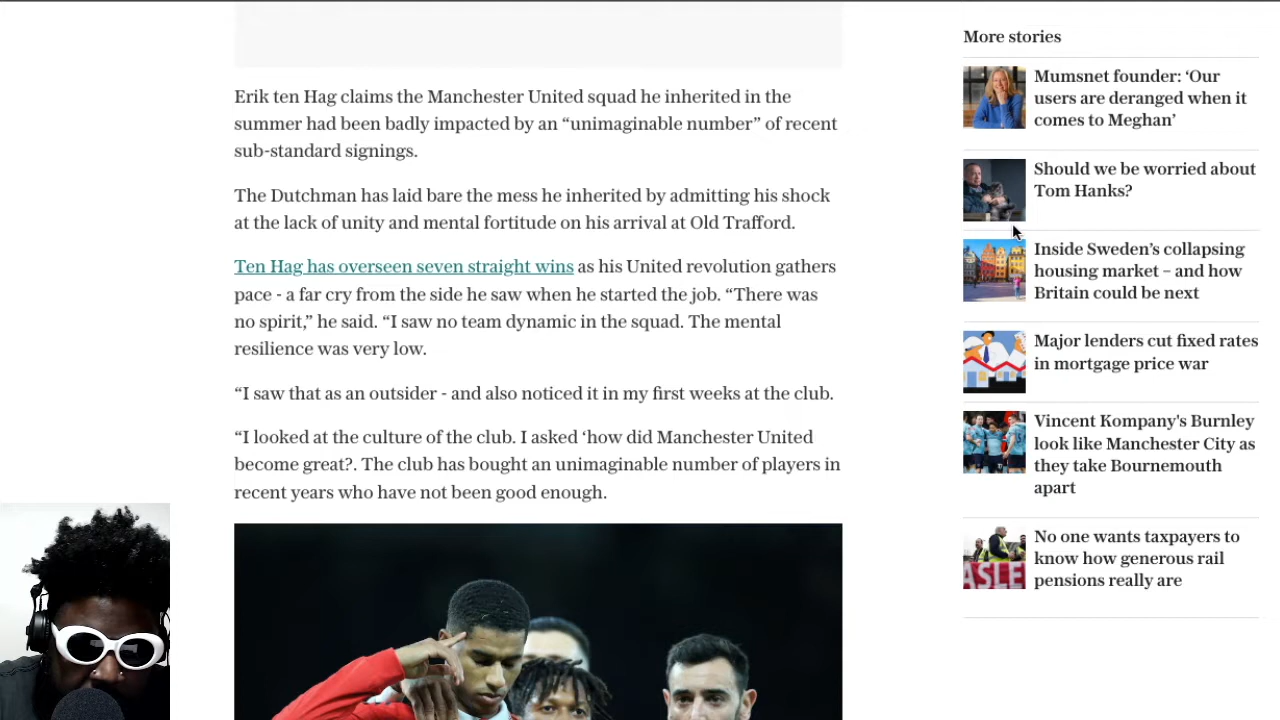 Erik ten Hag claims the Manchester United squad he inherited in the
summer had been badly impacted by an “unimaginable number” of recent
sub-standard signings.
The Dutchman has laid bare the mess he inherited by admitting his shock
at the lack of unity and mental fortitude on his arrival at Old Trafford.
Ten Hag has overseen seven straight wins as his United revolution gathers
pace - a far cry from the side he saw when he started the job. “There was
no spirit,” he said. “I saw no team dynamic in the squad. The mental
resilience was very low.
“I saw that as an outsider - and also noticed it in my first weeks at the club.
“I looked at the culture of the club. I asked ‘how did Manchester United
become great?. The club has bought an unimaginable number of players in
recent years who have not been good enough.
More stories
Mumsnet founder: ‘Our
users are deranged when it
comes to Meghan’
Should we be worried about
Tom Hanks?
Inside Sweden’s collapsing
housing market – and how
Britain could be next
Major lenders cut fixed rates
in mortgage price war
Vincent Kompany's Burnley
look like Manchester City as
they take Bournemouth
apart
No one wants taxpayers to
know how generous rail
pensions really are
ASLE